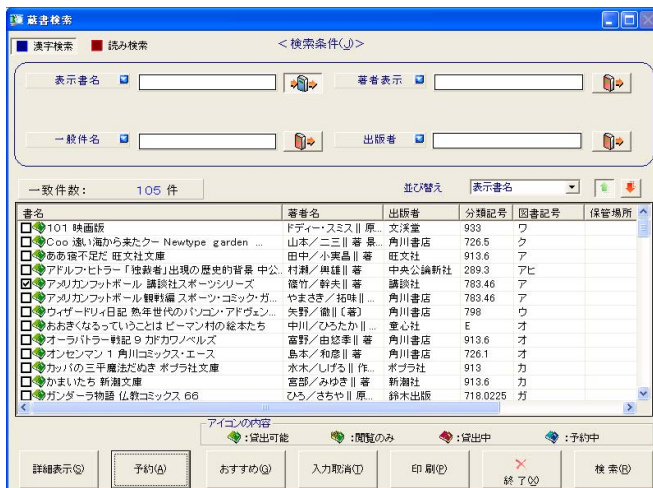 蔵書検索
漢字検索 読み検索 <検索条件(J)>
表示書名 著者表示
一般件名 出版者
一致件数: 105 件 並び替え 表示書名
書名 著者名 出版者 分類記号 図書記号 保管場所
101 映画版 ドディー・スミス‖原... 文溪堂 933 ワ
Coo 遠い海から来たクー Newtype garden ... 山本/二三‖著 景... 角川書店 726.5 ク
ああ寝不足だ 旺文社文庫 田中/小実昌‖著 旺文社 913.6 ア
アドルフ・ヒトラー 「独裁者」出現の歴史的背景 中公.. 村瀬/興雄‖著 中央公論新社 289.3 アヒ
アメリカンフットボール 講談社スポーツシリーズ 篠竹/幹夫‖著 講談社 783.46 ア
アメリカンフットボール 観戦編 スポーツ・コミック・ガ... やまさき/拓味‖... 角川書店 783.46 ア
ウィザードリィ日記 熟年世代のパソコン・アドヴェン... 矢野/徹‖〔著〕 角川書店 798 ウ
おおきくなるっていうことは ピーマン村の絵本たち 中川/ひろたか‖... 童心社 E オ
オーラバトラー戦記 9 カドカワノベルズ 富野/由悠季‖著 角川書店 913.6 オ
オンセンマン 1 角川コミックス・エース 島本/和彦‖著 角川書店 726.1 オ
カッパの三平魔法だぬき ポプラ社文庫 水木/しげる‖作... ポプラ社 913 カ
かまいたち 新潮文庫 宮部/みゆき‖著 新潮社 913.6 カ
ガンダーラ物語 仏教コミックス 66 ひろ/さちや‖原... 鈴木出版 718.0225 ガ
アイコンの内容
:貸出可能 :閲覧のみ :貸出中 :予約中
詳細表示(S) 予約(A) おすすめ(Q) 入力取消(T) 印刷(P) 終了(X) 検索(R)